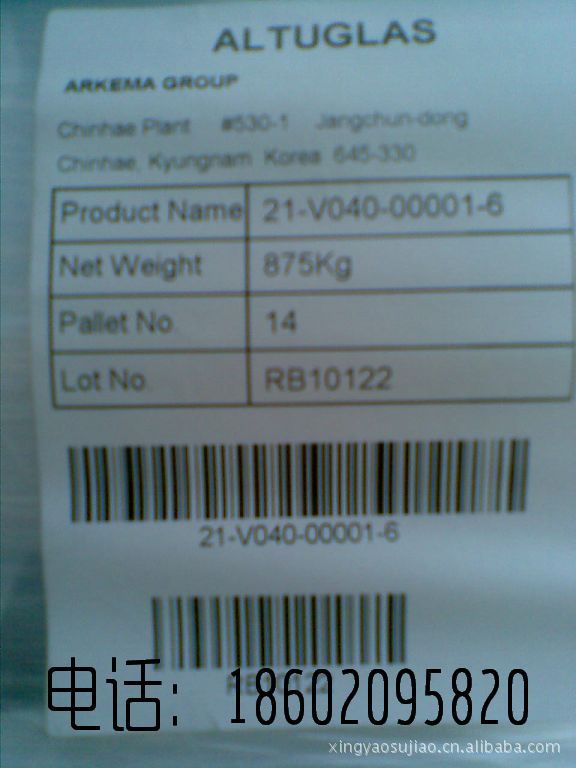 ALTUGLAS
ARKEMA GROUP
Chinhae Plant #530-1 Jangchun-dong
Chinhae, Kyungnam Korea 645-330
Product Name 21-V040-00001-6
Net Weight 875Kg
Pallet No. 14
Lot No. RB10122
21-V040-00001-6
RB10122
电话: 18602095820
xingyaosujiao.cn.alibaba.com